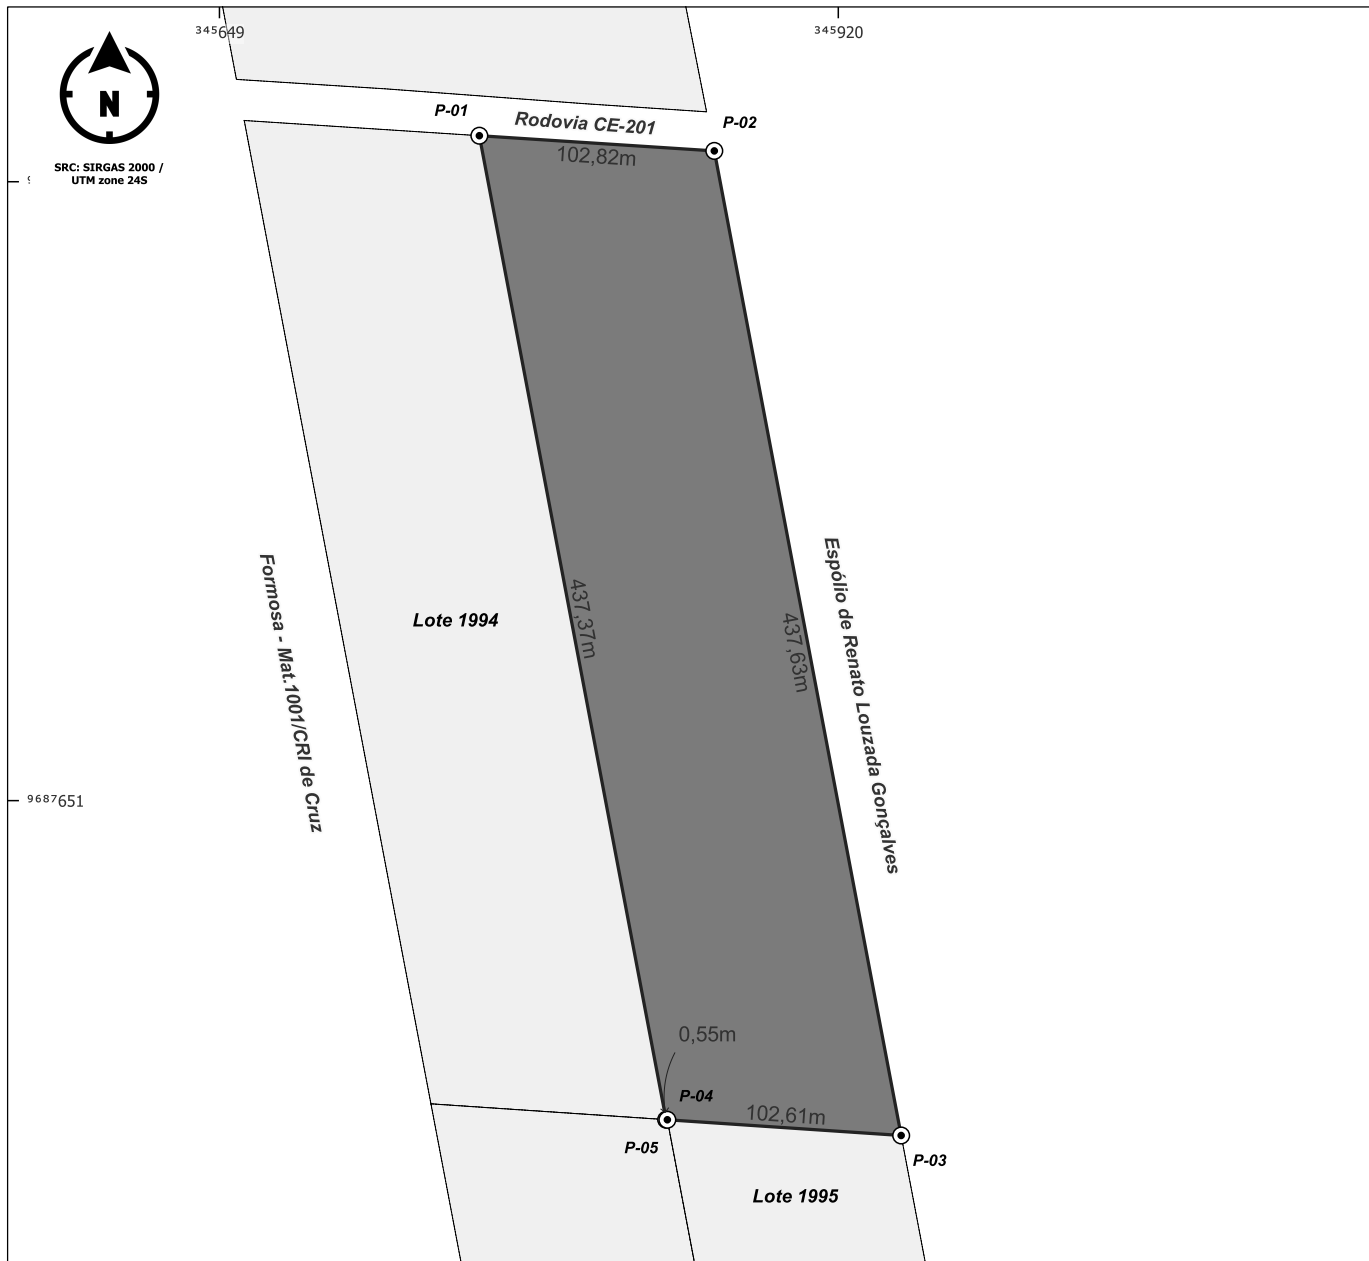 345649
345920
P-01
Rodovia CE-201
P-02
102,82m
N
SRC: SIRGAS 2000 /
UTM zone 24S
Formosa - Mat.1001/CRI de Cruz
Lote 1994
437,37m
437,63m
Espólio de Renato Louzada Gonçalves
9687651
0,55m
P-04
102,61m
P-05
P-03
Lote 1995